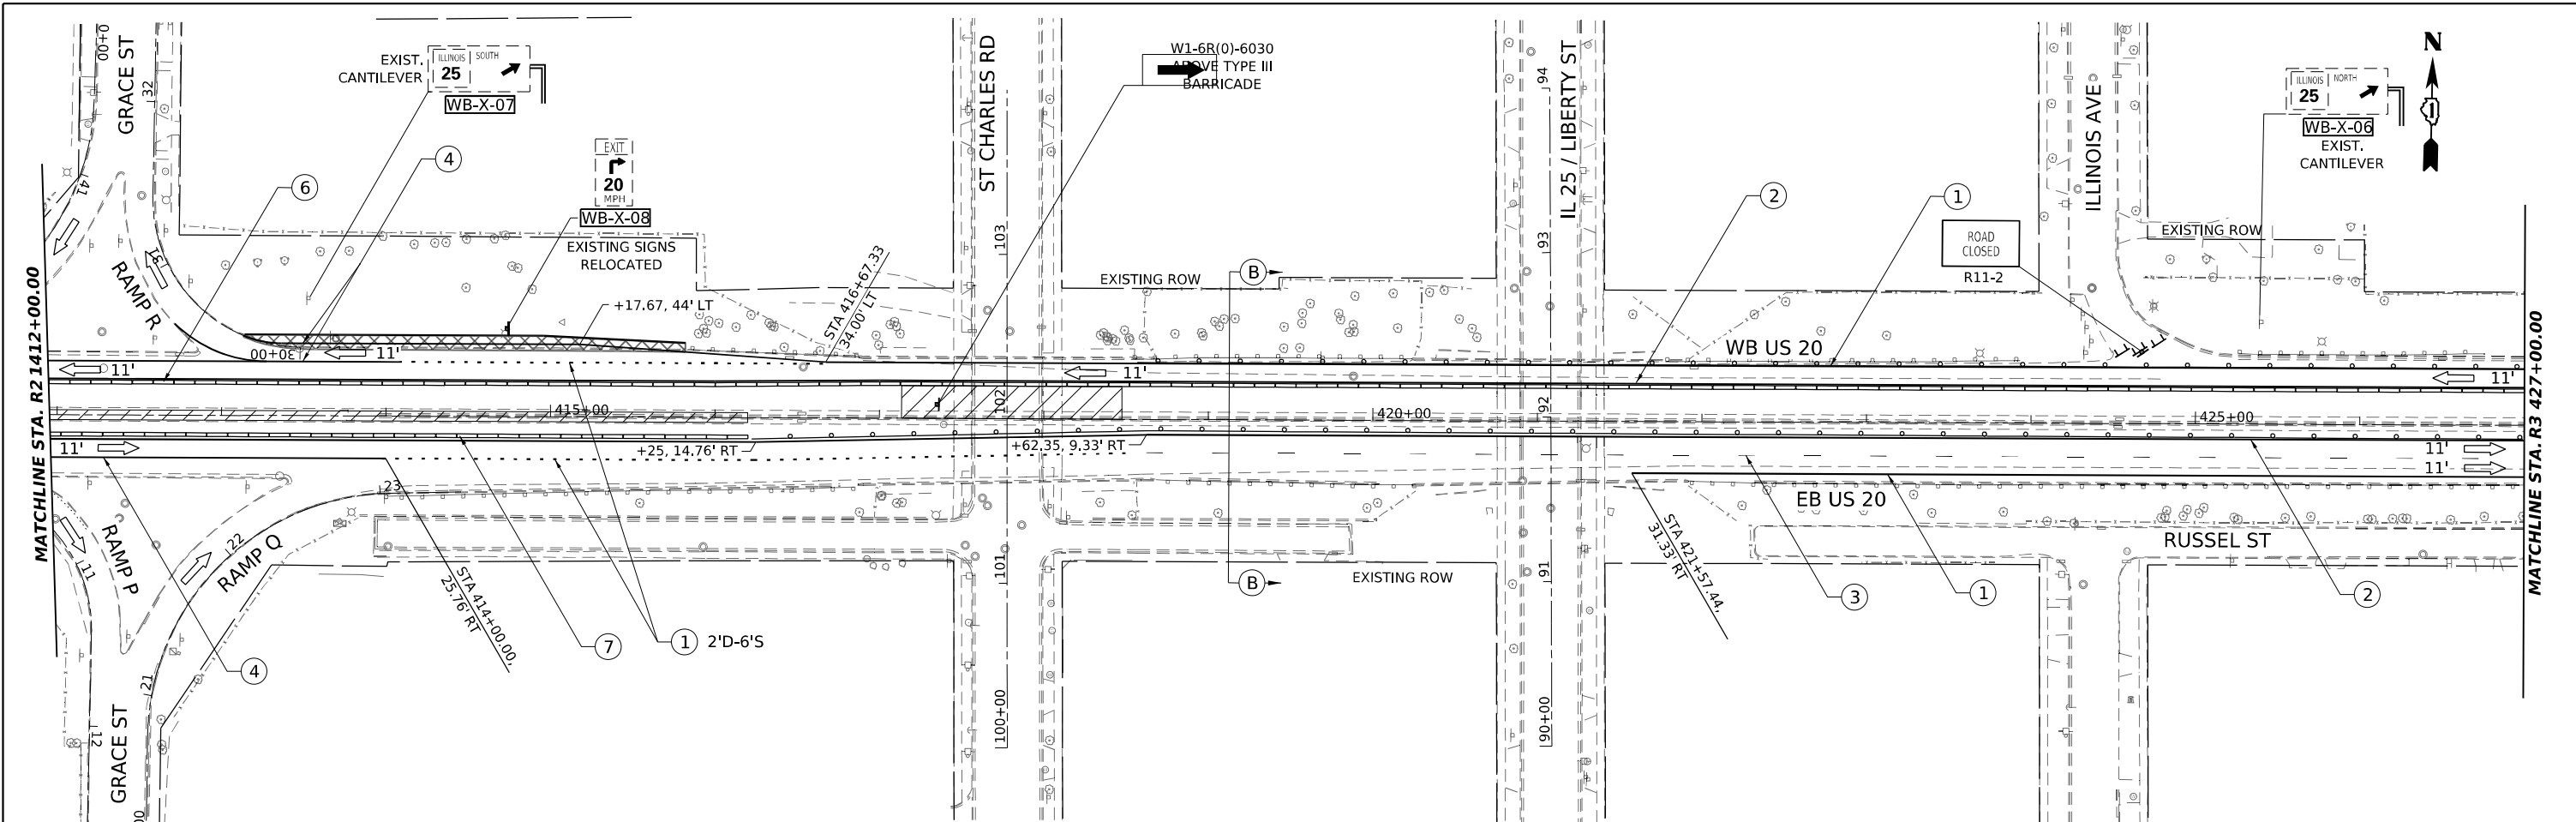 0+00
GRACE ST
32
EXIST.
CANTILEVER
ILLINOIS
25
SOUTH
WB-X-07
ST CHARLES RD
W1-6R(0)-6030
ABOVE TYPE III
BARRICADE
IL 25 / LIBERTY ST
94
ILLINOIS AVE
ILLINOIS
25
NORTH
WB-X-06
EXIST.
CANTILEVER
N
4
6
41
EXIT
20
MPH
WB-X-08
EXISTING SIGNS
RELOCATED
103
93
2
1
ROAD
CLOSED
R11-2
EXISTING ROW
RAMP R
31
+17.67, 44' LT
STA 416+67.33
34.00' LT
EXISTING ROW
B
WB US 20
30+00
11'
11'
11'
11'
MATCHLINE STA. R2 1412+00.00
MATCHLINE STA. R3 427+00.00
415+00
102
420+00
92
425+00
11'
+25, 14.76' RT
+62.35, 9.33' RT
11'
11'
23
EB US 20
RUSSEL ST
RAMP P
11
22
RAMP Q
STA 414+00.00,
25.76' RT
101
B
EXISTING ROW
91
STA 421+57.44,
31.33' RT
3
1
2
7
1
2'D-6'S
4
21
12
GRACE ST
100+00
90+00
00